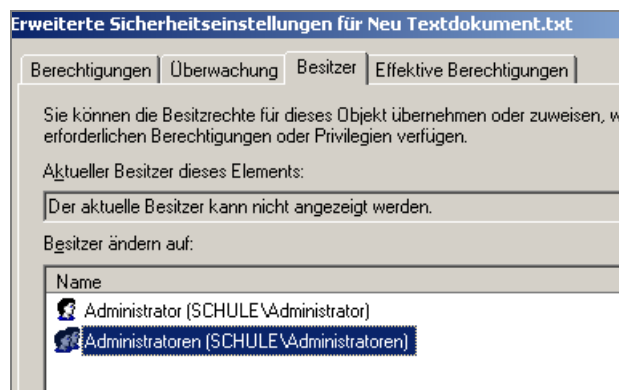 Erweiterte Sicherheitseinstellungen für Neu Textdokument.txt
Berechtigungen Überwachung Besitzer Effektive Berechtigungen
Sie können die Besitzrechte für dieses Objekt übernehmen oder zuweisen, w
erforderlichen Berechtigungen oder Privilegien verfügen.
Aktueller Besitzer dieses Elements:
Der aktuelle Besitzer kann nicht angezeigt werden.
Besitzer ändern auf:
Name
Administrator (SCHULE\Administrator)
Administratoren (SCHULE\Administratoren)